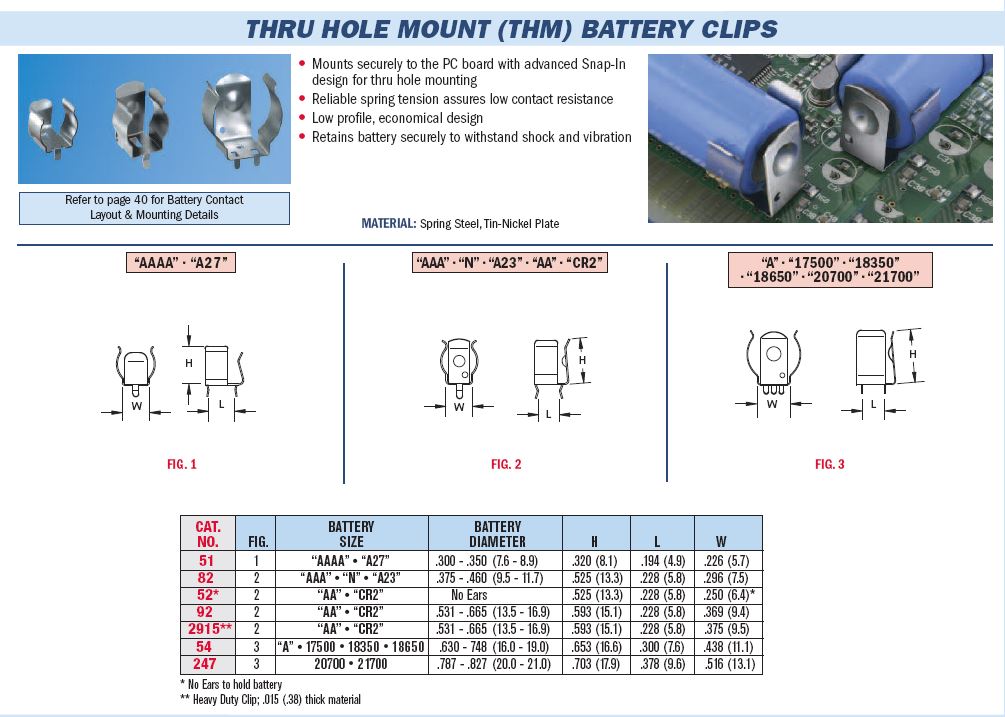 THRU HOLE MOUNT (THM) BATTERY CLIPS
• Mounts securely to the PC board with advanced Snap-In
design for thru hole mounting
• Reliable spring tension assures low contact resistance
• Low profile, economical design
• Retains battery securely to withstand shock and vibration
Refer to page 40 for Battery Contact
Layout & Mounting Details
MATERIAL: Spring Steel, Tin-Nickel Plate
“AAAA” · “A27”
“AAA” · “N” · “A23” · “AA” · “CR2”
“A” · “17500” · “18350”
· “18650” · “20700” · “21700”
H
W
L
H
W
L
H
W
L
FIG. 1
FIG. 2
FIG. 3
CAT. NO. FIG. BATTERY SIZE BATTERY DIAMETER H L W
51 1 “AAAA” • “A27” .300 - .350 (7.6 - 8.9) .320 (8.1) .194 (4.9) .226 (5.7)
82 2 “AAA” • “N” • “A23” .375 - .460 (9.5 - 11.7) .525 (13.3) .228 (5.8) .296 (7.5)
52* 2 “AA” • “CR2” No Ears .525 (13.3) .228 (5.8) .250 (6.4)*
92 2 “AA” • “CR2” .531 - .665 (13.5 - 16.9) .593 (15.1) .228 (5.8) .369 (9.4)
2915** 2 “AA” • “CR2” .531 - .665 (13.5 - 16.9) .593 (15.1) .228 (5.8) .375 (9.5)
54 3 “A” • 17500 • 18350 • 18650 .630 - 748 (16.0 - 19.0) .653 (16.6) .300 (7.6) .438 (11.1)
247 3 20700 • 21700 .787 - .827 (20.0 - 21.0) .703 (17.9) .378 (9.6) .516 (13.1)
* No Ears to hold battery
** Heavy Duty Clip; .015 (.38) thick material